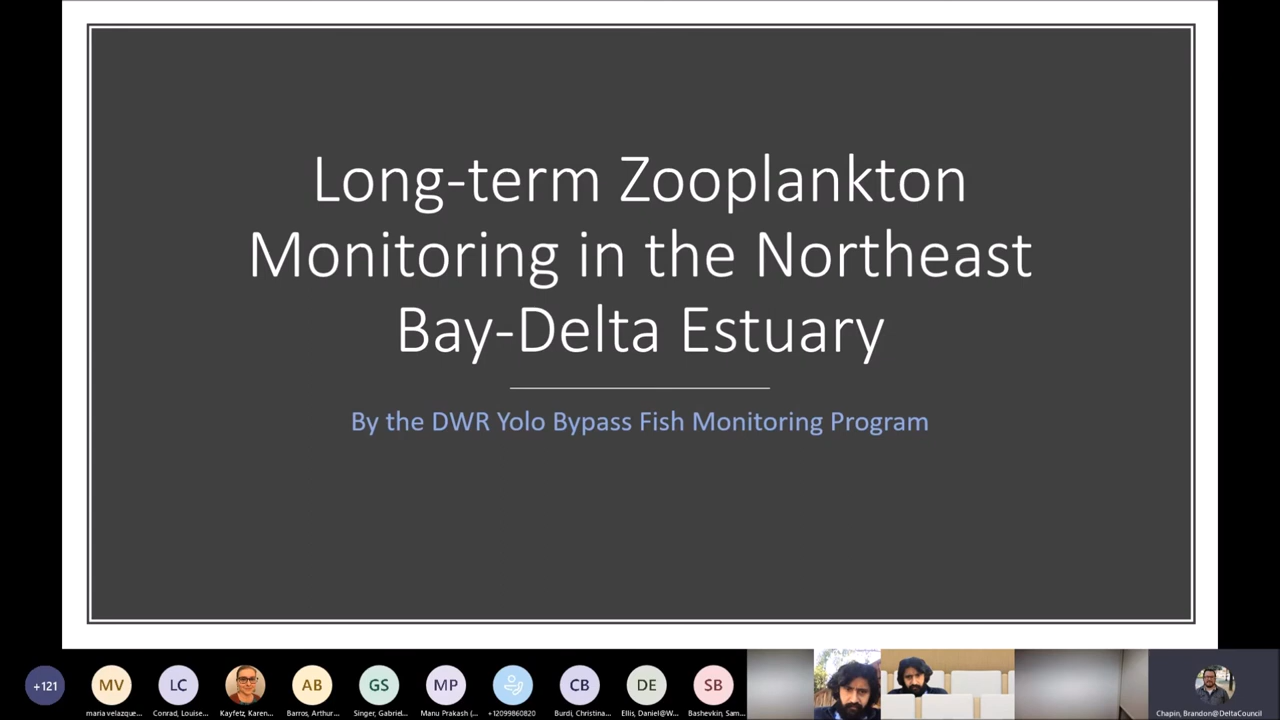 Long-term Zooplankton
Monitoring in the Northeast
Bay-Delta Estuary
By the DWR Yolo Bypass Fish Monitoring Program
+121
MV
LC
AB
GS
MP
CB
DE
SB
maria velazque...
Conrad, Louise...
Kayfetz, Karen...
Barros, Arthur...
Singer, Gabriel...
Manu Prakash (...
+12099860820
Burdi, Christina...
Ellis, Daniel@W...
Bashevkin, Sam...
Chapin, Brandon@DeltaCouncil